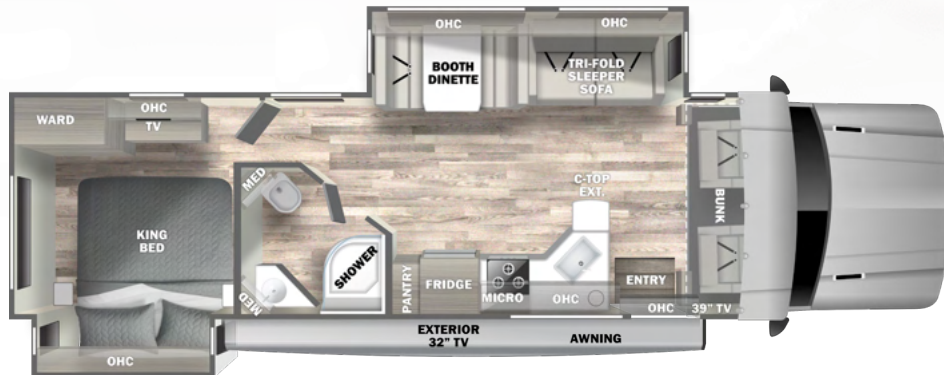 OHC
OHC
BOOTH
DINETTE
TRI-FOLD
SLEEPER
SOFA
WARD
OHC
TV
MED
C-TOP
EXT.
BUNK
KING
BED
SHOWER
MED
PANTRY
FRIDGE
MICRO
OHC
ENTRY
OHC
39" TV
EXTERIOR
32" TV
AWNING
OHC